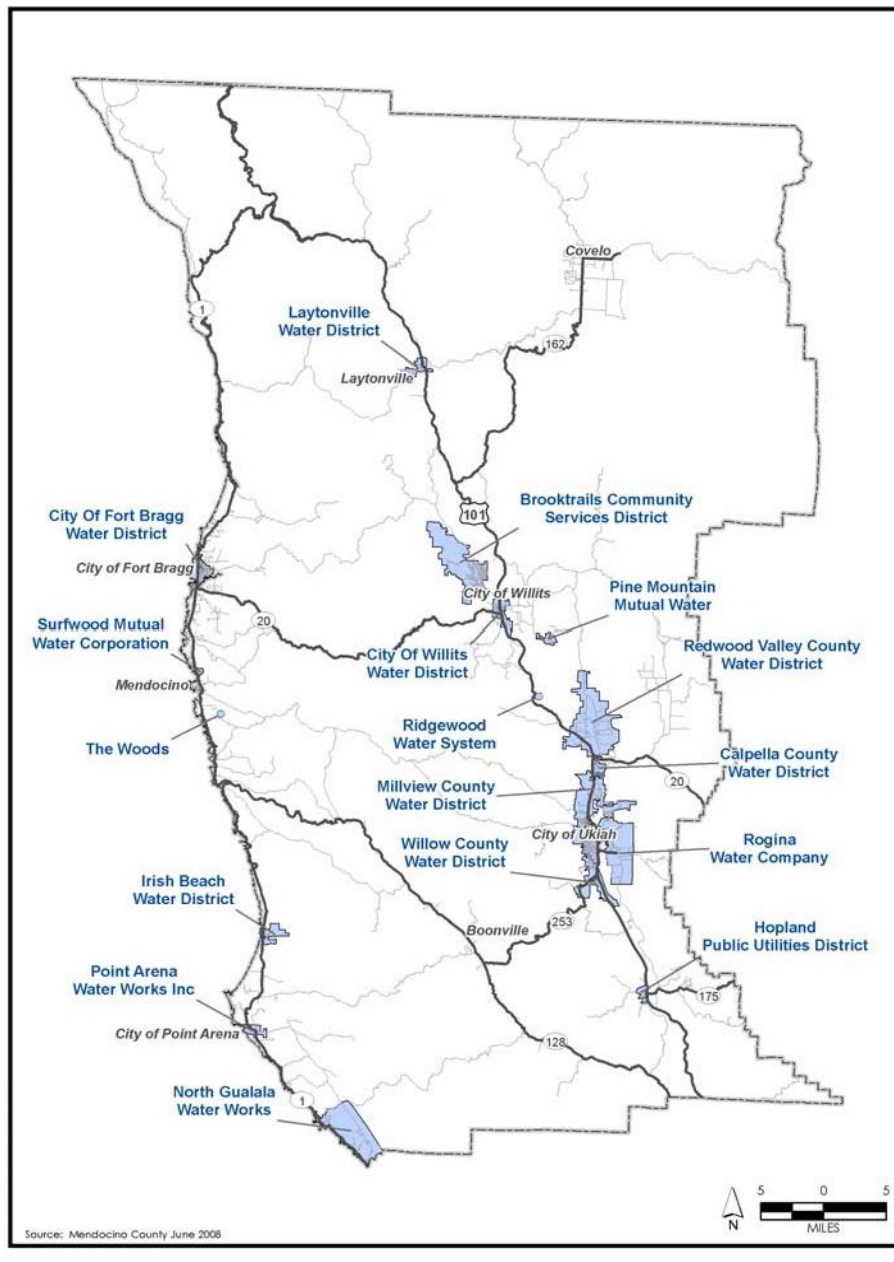 Covelo
1
Laytonville
Water District
162
Laytonville
Brooktrails Community
Services District
101
City Of Fort Bragg
Water District
City of Fort Bragg
City of Willits
Pine Mountain
Mutual Water
20
Surfwood Mutual
Water Corporation
City Of Willits
Water District
Redwood Valley County
Water District
Mendocino
Ridgewood
Water System
The Woods
Calpella County
Water District
20
Millview County
Water District
City of Ukiah
Willow County
Water District
Rogina
Water Company
Irish Beach
Water District
253
Boonville
Hopland
Public Utilities District
Point Arena
Water Works Inc
175
City of Point Arena
128
North Gualala
Water Works
1
5 0 5
MILES
N
Source: Mendocino County June 2008